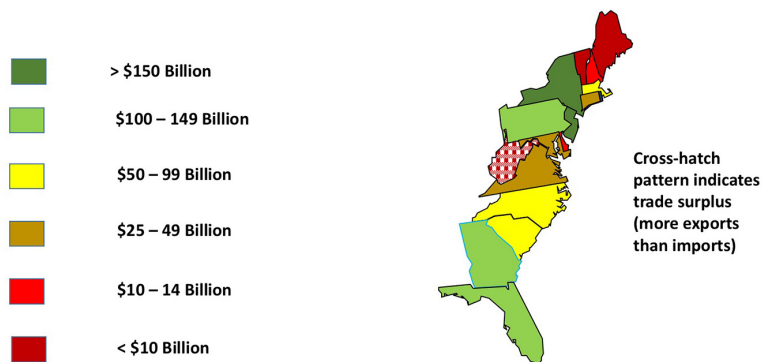 > $150 Billion
$100 – 149 Billion
$50 – 99 Billion
$25 – 49 Billion
$10 – 14 Billion
< $10 Billion
Cross-hatch
pattern indicates
trade surplus
(more exports
than imports)